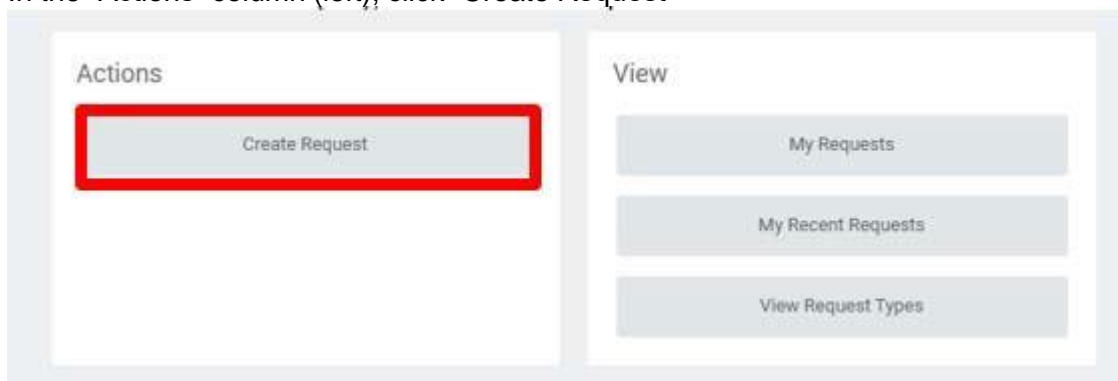 In the "Actions" column (left), click "Create Request"
Actions
View
Create Request
My Requests
My Recent Requests
View Request Types